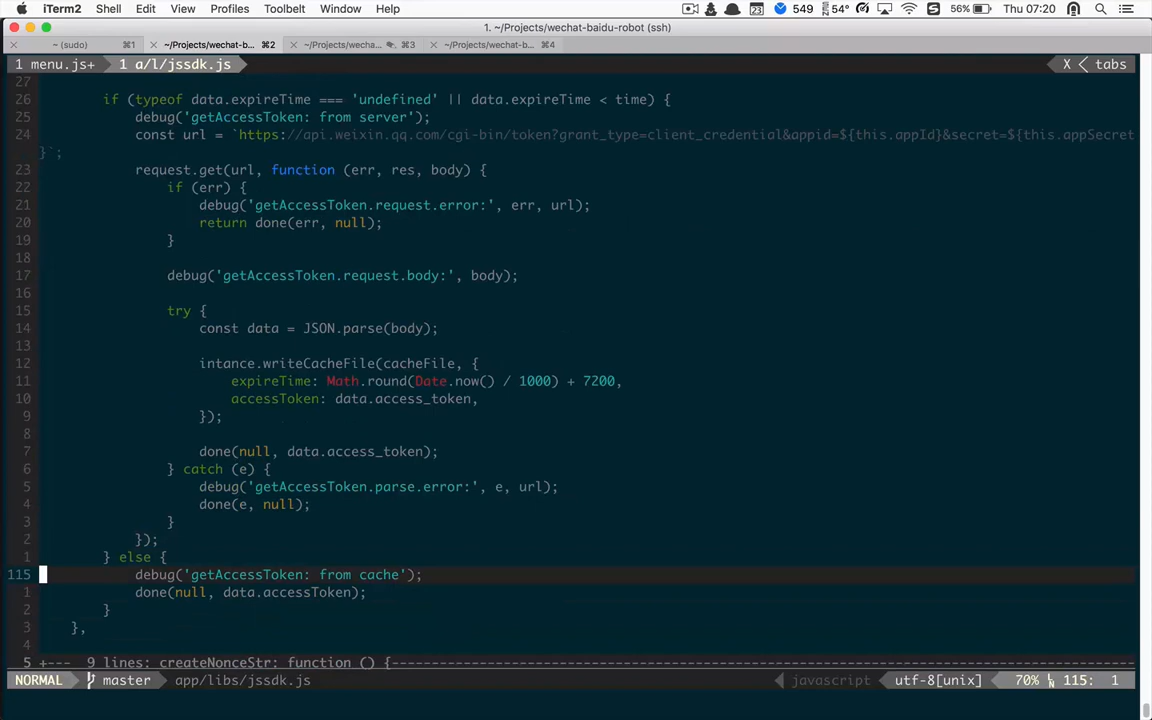 iTerm2 Shell Edit View Profiles Toolbelt Window Help 23 549 54° 56% Thu 07:20
1. ~/Projects/wechat-baidu-robot (ssh)
~ (sudo) ⌘1 ~/Projects/wechat-b... ⌘2 ~/Projects/wecha... ⌘3 ~/Projects/wechat-b... ⌘4
1 menu.js+ 1 a/l/jssdk.js X < tabs
27
26 if (typeof data.expireTime === 'undefined' || data.expireTime < time) {
25 debug('getAccessToken: from server');
24 const url = `https://api.weixin.qq.com/cgi-bin/token?grant_type=client_credential&appid=${this.appId}&secret=${this.appSecret
}`;
23 request.get(url, function (err, res, body) {
22 if (err) {
21 debug('getAccessToken.request.error:', err, url);
20 return done(err, null);
19 }
18
17 debug('getAccessToken.request.body:', body);
16
15 try {
14 const data = JSON.parse(body);
13
12 intance.writeCacheFile(cacheFile, {
11 expireTime: Math.round(Date.now() / 1000) + 7200,
10 accessToken: data.access_token,
9 });
8
7 done(null, data.access_token);
6 } catch (e) {
5 debug('getAccessToken.parse.error:', e, url);
4 done(e, null);
3 }
2 });
1 } else {
115 debug('getAccessToken: from cache');
1 done(null, data.accessToken);
2 }
3 },
4
5 +--- 9 lines: createNonceStr: function () {----------------------------------------
NORMAL master app/libs/jssdk.js javascript utf-8[unix] 70% 115: 1